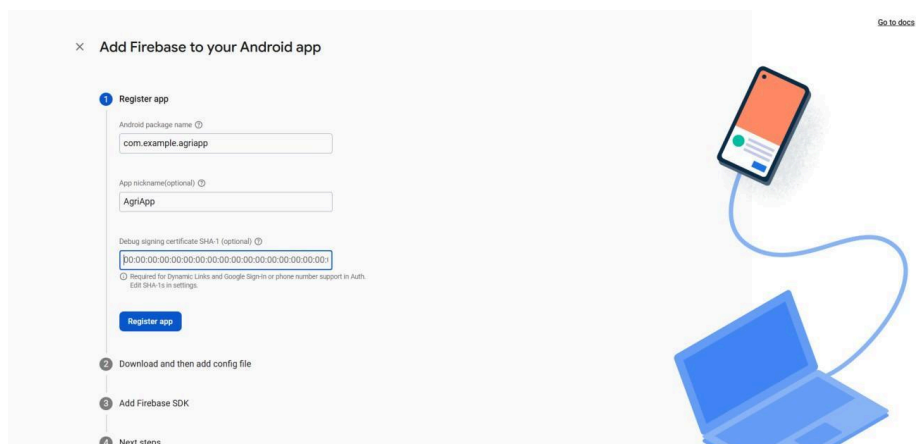 Go to docs
× Add Firebase to your Android app
1 Register app
Android package name
com.example.agriapp
App nickname(optional)
AgriApp
Debug signing certificate SHA-1 (optional)
00:00:00:00:00:00:00:00:00:00:00:00:00:00:00:00:00:
Required for Dynamic Links and Google Sign-In or phone number support in Auth.
Edit SHA-1s in settings.
Register app
2 Download and then add config file
3 Add Firebase SDK
4 Next steps